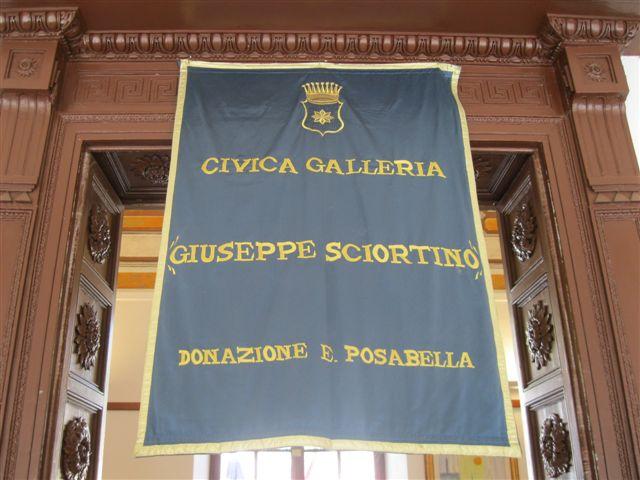 CIVICA GALLERIA
"GIUSEPPE SCIORTINO"
DONAZIONE E. POSABELLA